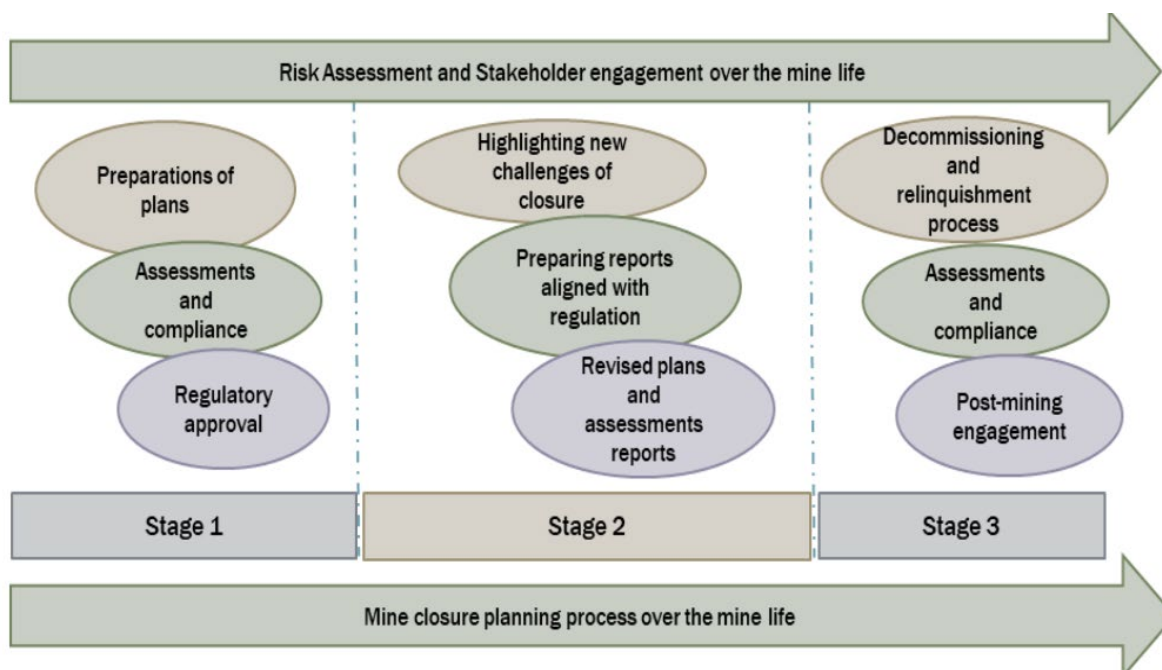 Risk Assessment and Stakeholder engagement over the mine life
Preparations of
plans
Assessments
and
compliance
Regulatory
approval
Highlighting new
challenges of
closure
Preparing reports
aligned with
regulation
Revised plans
and
assessments
reports
Decommissioning
and
relinquishment
process
Assessments
and
compliance
Post-mining
engagement
Stage 1
Stage 2
Stage 3
Mine closure planning process over the mine life